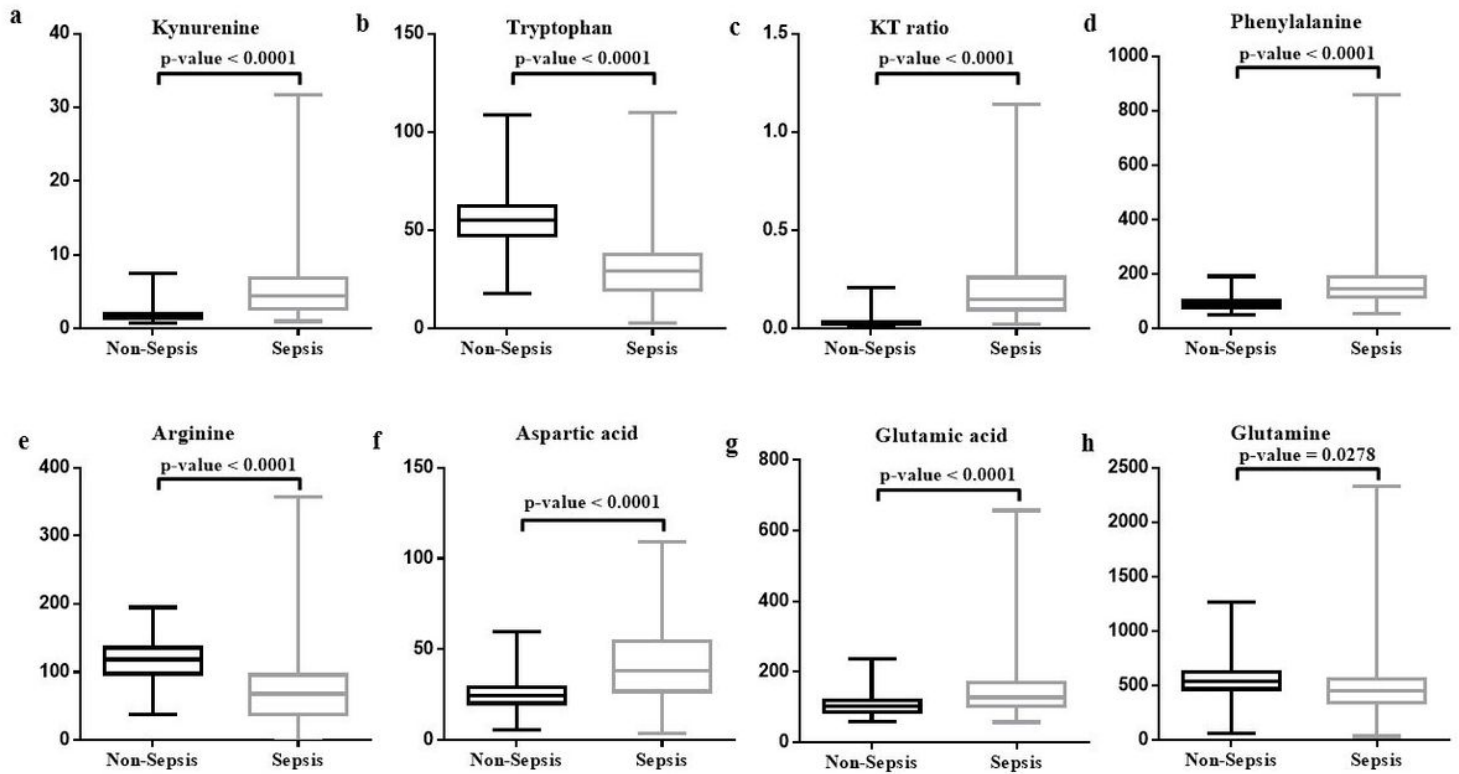 a
Kynurenine
p-value < 0.0001
40
30
20
10
0
Non-Sepsis Sepsis
b
Tryptophan
p-value < 0.0001
150
100
50
0
Non-Sepsis Sepsis
c
KT ratio
p-value < 0.0001
1.5
1.0
0.5
0.0
Non-Sepsis Sepsis
d
Phenylalanine
p-value < 0.0001
1000
800
600
400
200
0
Non-Sepsis Sepsis
e
Arginine
p-value < 0.0001
400
300
200
100
0
Non-Sepsis Sepsis
f
Aspartic acid
p-value < 0.0001
150
100
50
0
Non-Sepsis Sepsis
g
Glutamic acid
p-value < 0.0001
800
600
400
200
0
Non-Sepsis Sepsis
h
Glutamine
p-value = 0.0278
2500
2000
1500
1000
500
0
Non-Sepsis Sepsis